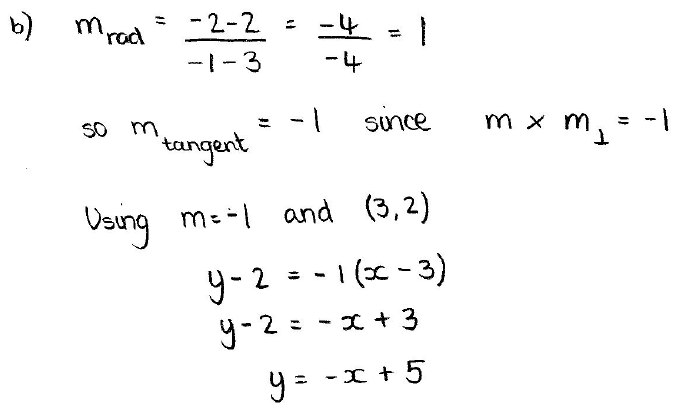 b) m_rad = (-2-2)/(-1-3) = (-4)/(-4) = 1
so m_tangent = -1 since m × m_⊥ = -1
Using m=-1 and (3,2)
y-2 = -1(x-3)
y-2 = -x+3
y = -x+5